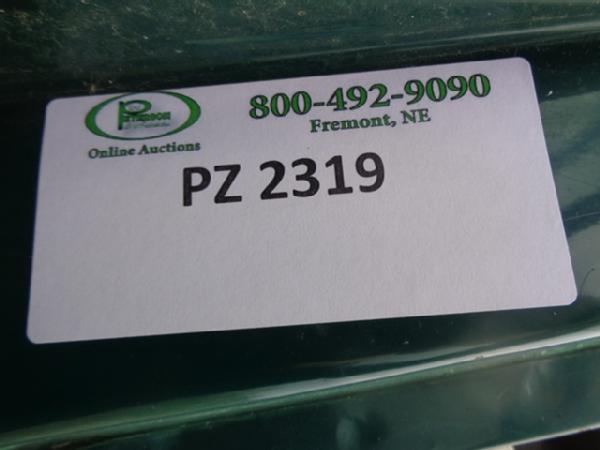 800-492-9090
Fremont, NE
Online Auctions
PZ 2319